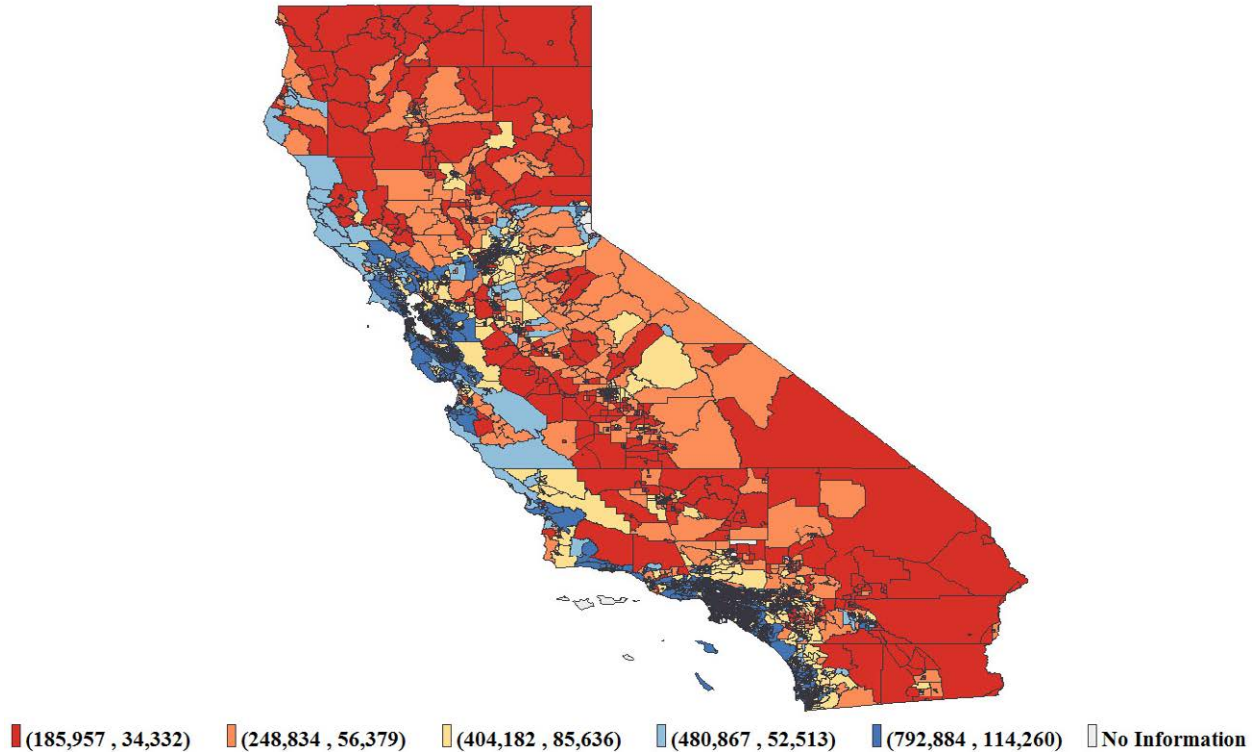 (185,957 , 34,332) (248,834 , 56,379) (404,182 , 85,636) (480,867 , 52,513) (792,884 , 114,260) No Information